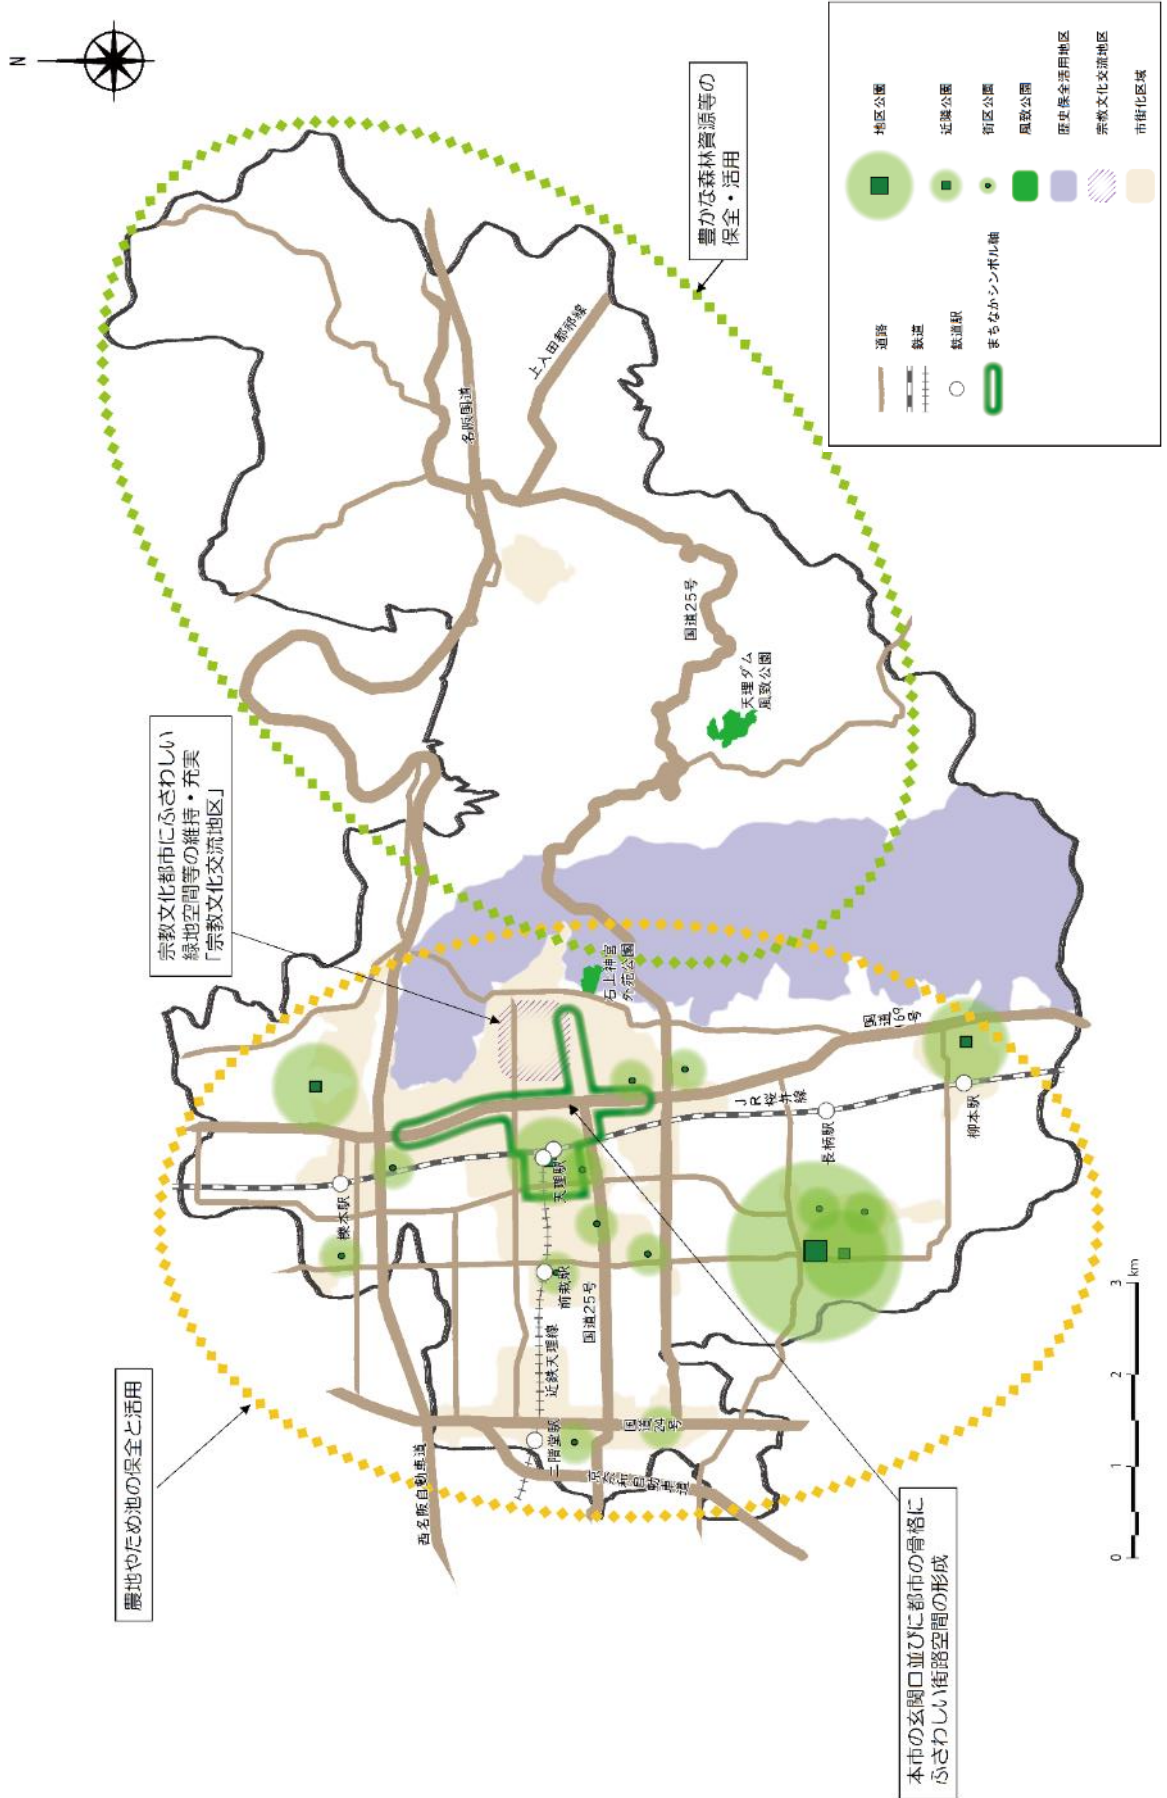 N
豊かな森林資源等の
保全・活用
宗教文化都市にふさわしい
緑地空間等の維持・充実
「宗教文化交流地区」
農地やため池の保全と活用
本市の玄関口並びに都市の骨格に
ふさわしい街路空間の形成
名阪国道
上入田都祁線
国道25号
天理ダム
風致公園
石上神宮
外苑公園
国道
169
号
JR桜井線
柳本駅
長柄駅
天理駅
櫟本駅
前栽駅
国道25号
近鉄天理線
二階堂駅
国道
24号
京奈和自動車道
西名阪自動車道
道路
鉄道
鉄道駅
まちなかシンボル軸
地区公園
近隣公園
街区公園
風致公園
歴史保全活用地区
宗教文化交流地区
市街化区域
0 1 2 3
km